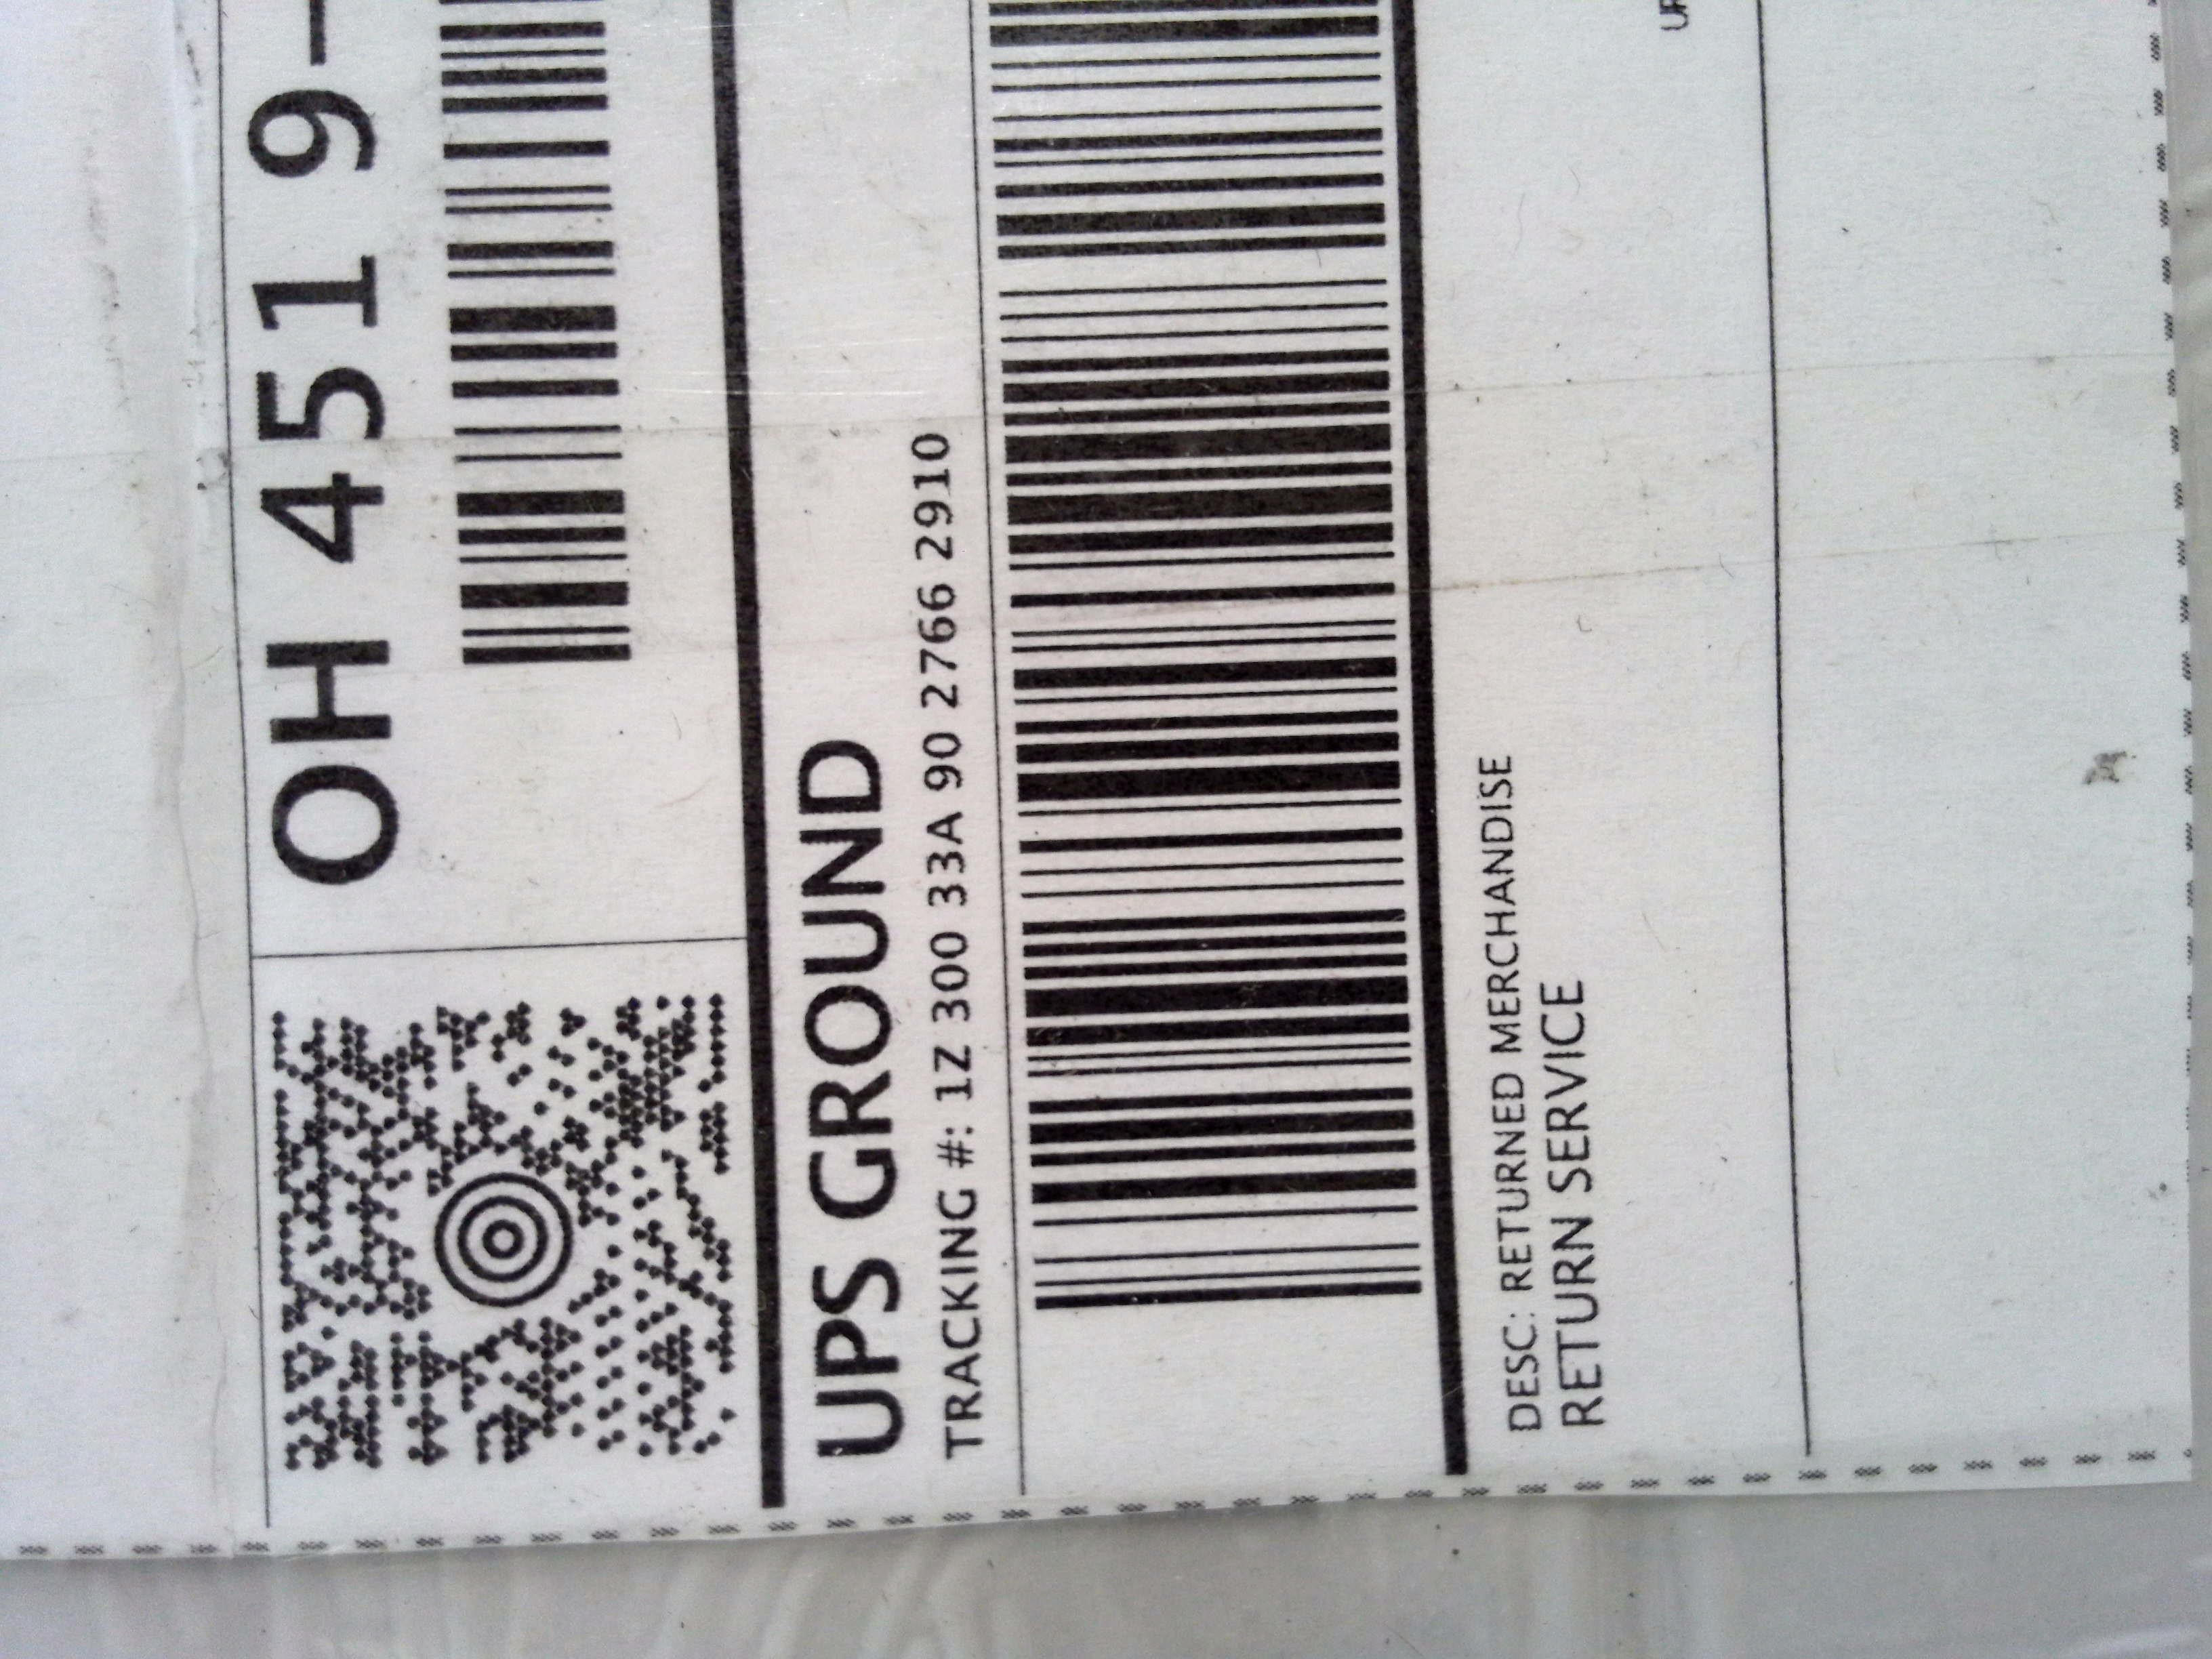 OH 451 9-
UPS GROUND
TRACKING #: 1Z 300 33A 90 2766 2910
DESC: RETURNED MERCHANDISE
RETURN SERVICE